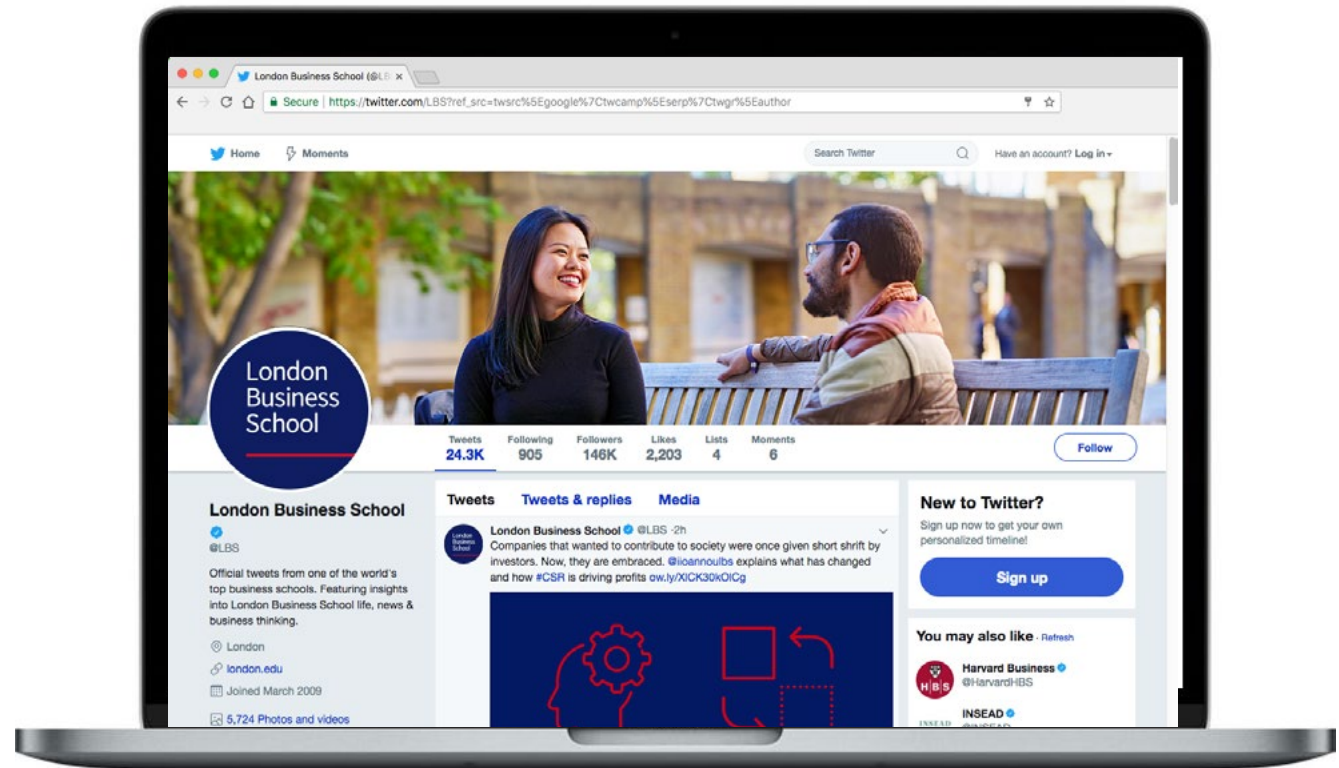 London Business School (@LB
Secure | https://twitter.com/LBS?ref_src=twsrc%5Egoogle%7Ctwcamp%5Eserp%7Ctwgr%5Eauthor
Home Moments
Search Twitter
Have an account? Log in
London
Business
School
Tweets Following Followers Likes Lists Moments
24.3K 905 146K 2,203 4 6
Follow
London Business School
@LBS
Official tweets from one of the world's
top business schools. Featuring insights
into London Business School life, news &
business thinking.
London
london.edu
Joined March 2009
5,724 Photos and videos
Tweets Tweets & replies Media
London
Business
School
London Business School @LBS · 2h
Companies that wanted to contribute to society were once given short shrift by
investors. Now, they are embraced. @iioannoulbs explains what has changed
and how #CSR is driving profits ow.ly/XlCK30kOlCg
New to Twitter?
Sign up now to get your own
personalized timeline!
Sign up
You may also like · Refresh
HBS
Harvard Business
@HarvardHBS
INSEAD
INSEAD
@INSEAD